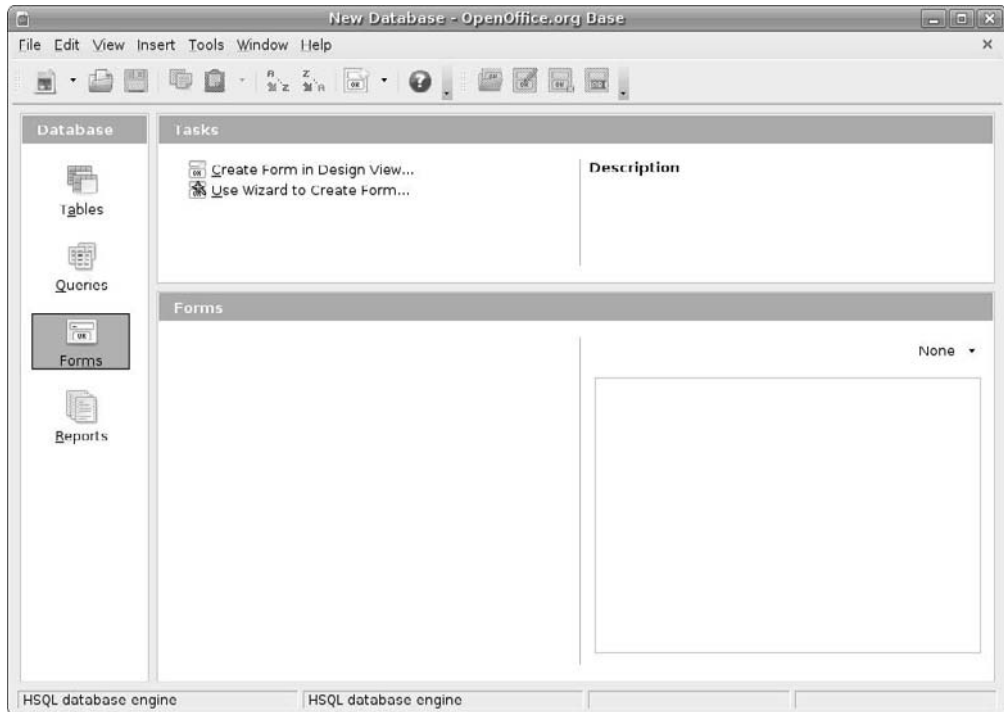 New Database - OpenOffice.org Base
File Edit View Insert Tools Window Help
Database
Tasks
Create Form in Design View...
Use Wizard to Create Form...
Description
Tables
Queries
Forms
Reports
Forms
None
HSQL database engine
HSQL database engine